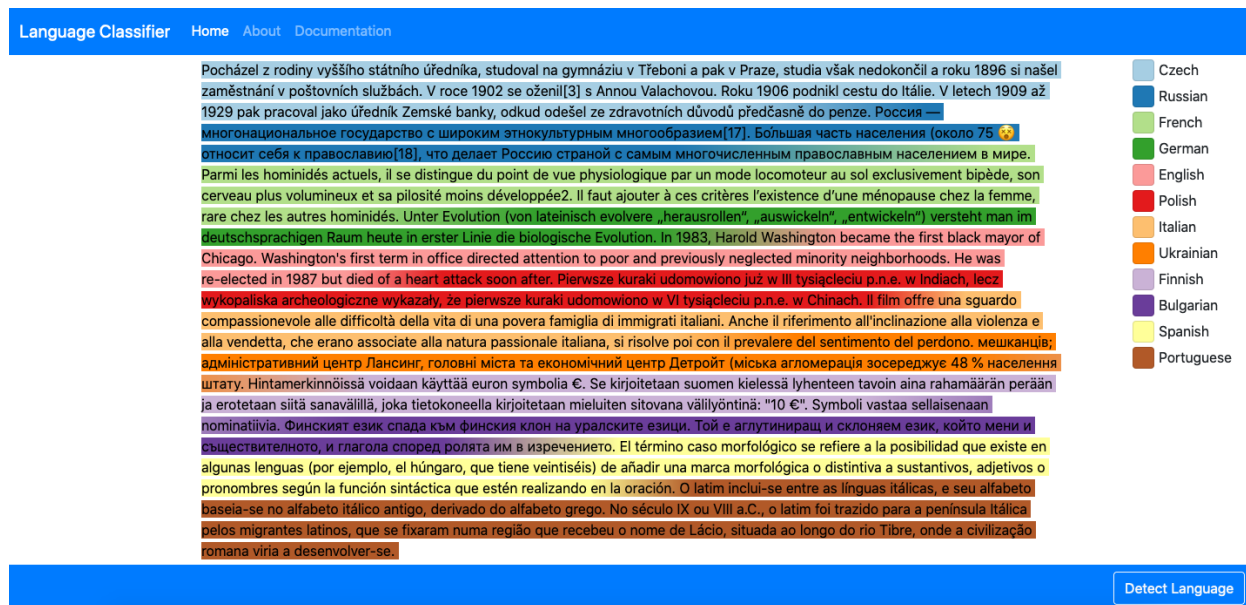 Language Classifier Home About Documentation
Pocházel z rodiny vyššího státního úředníka, studoval na gymnáziu v Třeboni a pak v Praze, studia však nedokončil a roku 1896 si našel
zaměstnání v poštovních službách. V roce 1902 se oženil[3] s Annou Valachovou. Roku 1906 podnikl cestu do Itálie. V letech 1909 až
1929 pak pracoval jako úředník Zemské banky, odkud odešel ze zdravotních důvodů předčasně do penze. Россия —
многонациональное государство с широким этнокультурным многообразием[17]. Бо́льшая часть населения (около 75 😵
относит себя к православию[18], что делает Россию страной с самым многочисленным православным населением в мире.
Parmi les hominidés actuels, il se distingue du point de vue physiologique par un mode locomoteur au sol exclusivement bipède, son
cerveau plus volumineux et sa pilosité moins développée2. Il faut ajouter à ces critères l’existence d’une ménopause chez la femme,
rare chez les autres hominidés. Unter Evolution (von lateinisch evolvere „herausrollen“, „auswickeln“, „entwickeln“) versteht man im
deutschsprachigen Raum heute in erster Linie die biologische Evolution. In 1983, Harold Washington became the first black mayor of
Chicago. Washington's first term in office directed attention to poor and previously neglected minority neighborhoods. He was
re-elected in 1987 but died of a heart attack soon after. Pierwsze kuraki udomowiono już w III tysiącleciu p.n.e. w Indiach, lecz
wykopaliska archeologiczne wykazały, że pierwsze kuraki udomowiono w VI tysiącleciu p.n.e. w Chinach. Il film offre una sguardo
compassionevole alle difficoltà della vita di una povera famiglia di immigrati italiani. Anche il riferimento all'inclinazione alla violenza e
alla vendetta, che erano associate alla natura passionale italiana, si risolve poi con il prevalere del sentimento del perdono. мешканців;
адміністративний центр Лансинг, головні міста та економічний центр Детройт (міська агломерація зосереджує 48 % населення
штату. Hintamerkinnöissä voidaan käyttää euron symbolia €. Se kirjoitetaan suomen kielessä lyhenteen tavoin aina rahamäärän perään
ja erotetaan siitä sanavälillä, joka tietokoneella kirjoitetaan mieluiten sitovana välilyöntinä: "10 €". Symboli vastaa sellaisenaan
nominatiivia. Финският език спада към финския клон на уралските езици. Той е аглутиниращ и склоняем език, който мени и
съществителното, и глагола според ролята им в изречението. El término caso morfológico se refiere a la posibilidad que existe en
algunas lenguas (por ejemplo, el húngaro, que tiene veintiséis) de añadir una marca morfológica o distintiva a sustantivos, adjetivos o
pronombres según la función sintáctica que estén realizando en la oración. O latim inclui-se entre as línguas itálicas, e seu alfabeto
baseia-se no alfabeto itálico antigo, derivado do alfabeto grego. No século IX ou VIII a.C., o latim foi trazido para a península Itálica
pelos migrantes latinos, que se fixaram numa região que recebeu o nome de Lácio, situada ao longo do rio Tibre, onde a civilização
romana viria a desenvolver-se.
Czech
Russian
French
German
English
Polish
Italian
Ukrainian
Finnish
Bulgarian
Spanish
Portuguese
Detect Language